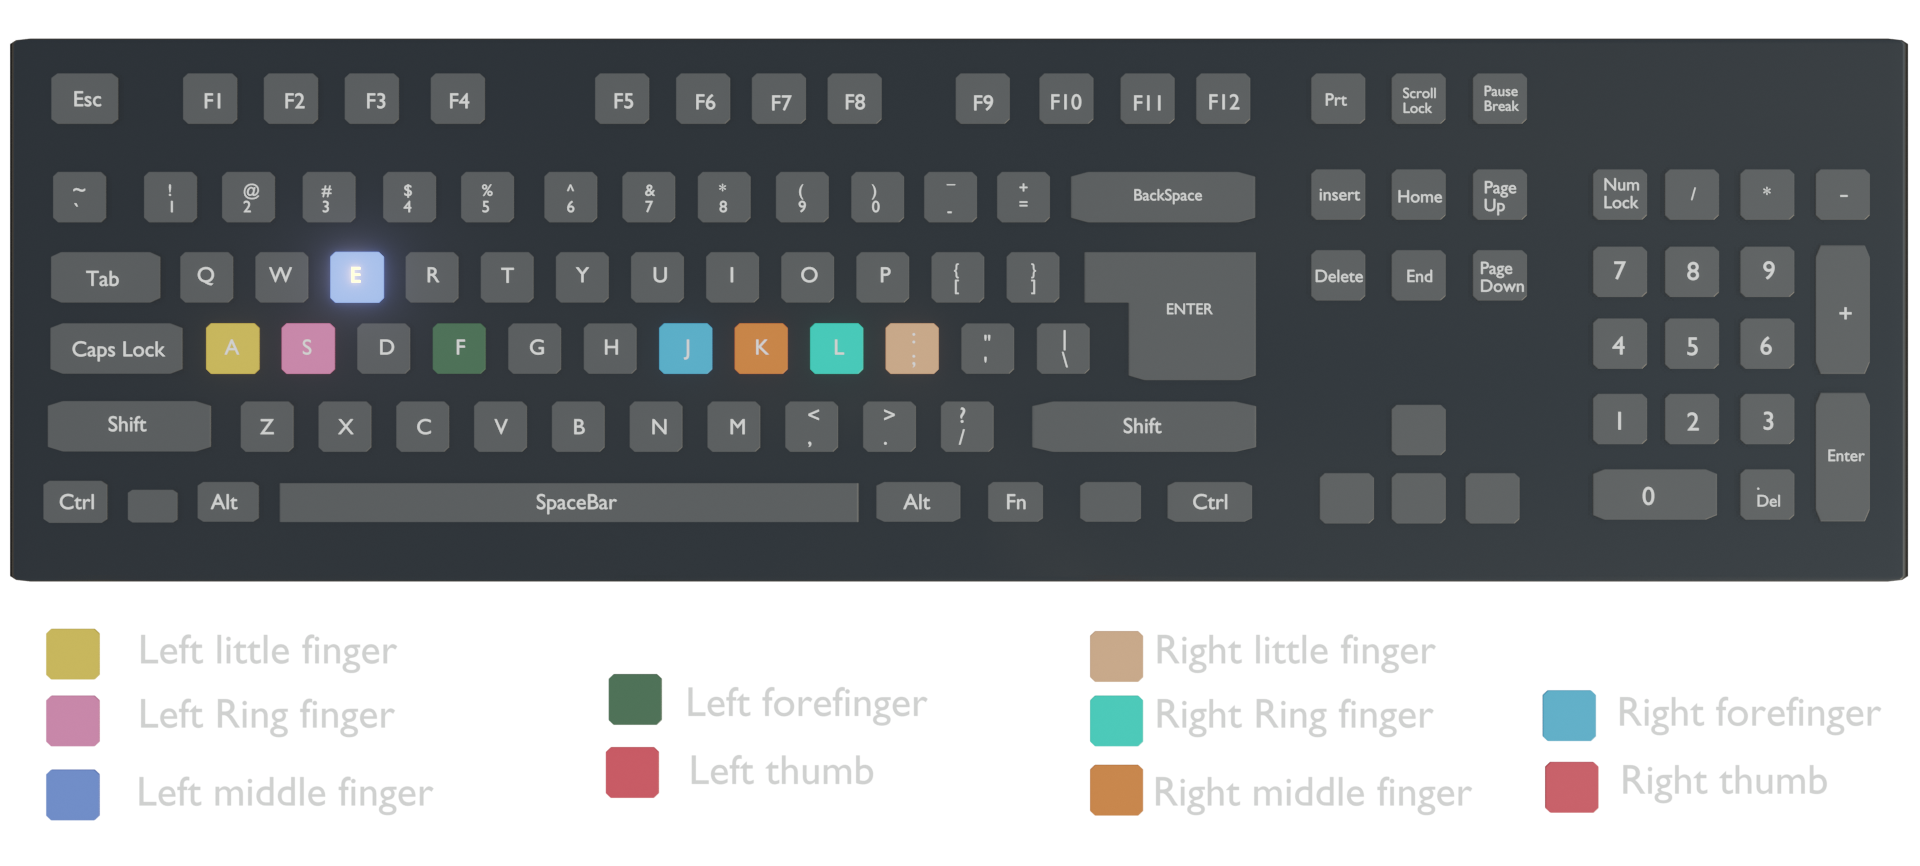 Esc F1 F2 F3 F4 F5 F6 F7 F8 F9 F10 F11 F12 Prt Scroll Lock Pause Break
~ ` ! 1 @ 2 # 3 $ 4 % 5 ^ 6 & 7 * 8 ( 9 ) 0 _ - + = BackSpace insert Home Page Up Num Lock / * -
Tab Q W E R T Y U I O P { [ } ] ENTER Delete End Page Down 7 8 9 +
Caps Lock A S D F G H J K L : ; " ' | \ 4 5 6
Shift Z X C V B N M < , > . ? / Shift 1 2 3 Enter
Ctrl Alt SpaceBar Alt Fn Ctrl 0 . Del
Left little finger
Left Ring finger
Left middle finger
Left forefinger
Left thumb
Right little finger
Right Ring finger
Right middle finger
Right forefinger
Right thumb